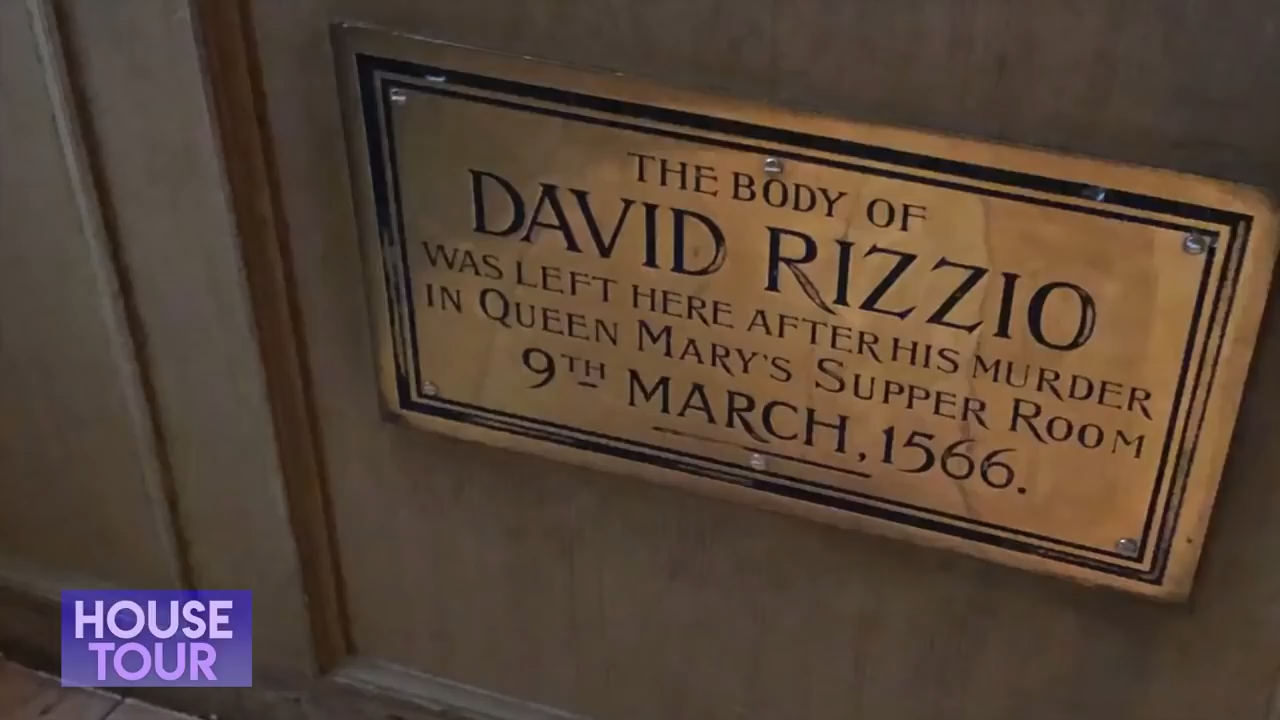 THE BODY OF
DAVID RIZZIO
WAS LEFT HERE AFTER HIS MURDER
IN QUEEN MARY'S SUPPER ROOM
9TH MARCH, 1566.
HOUSE
TOUR